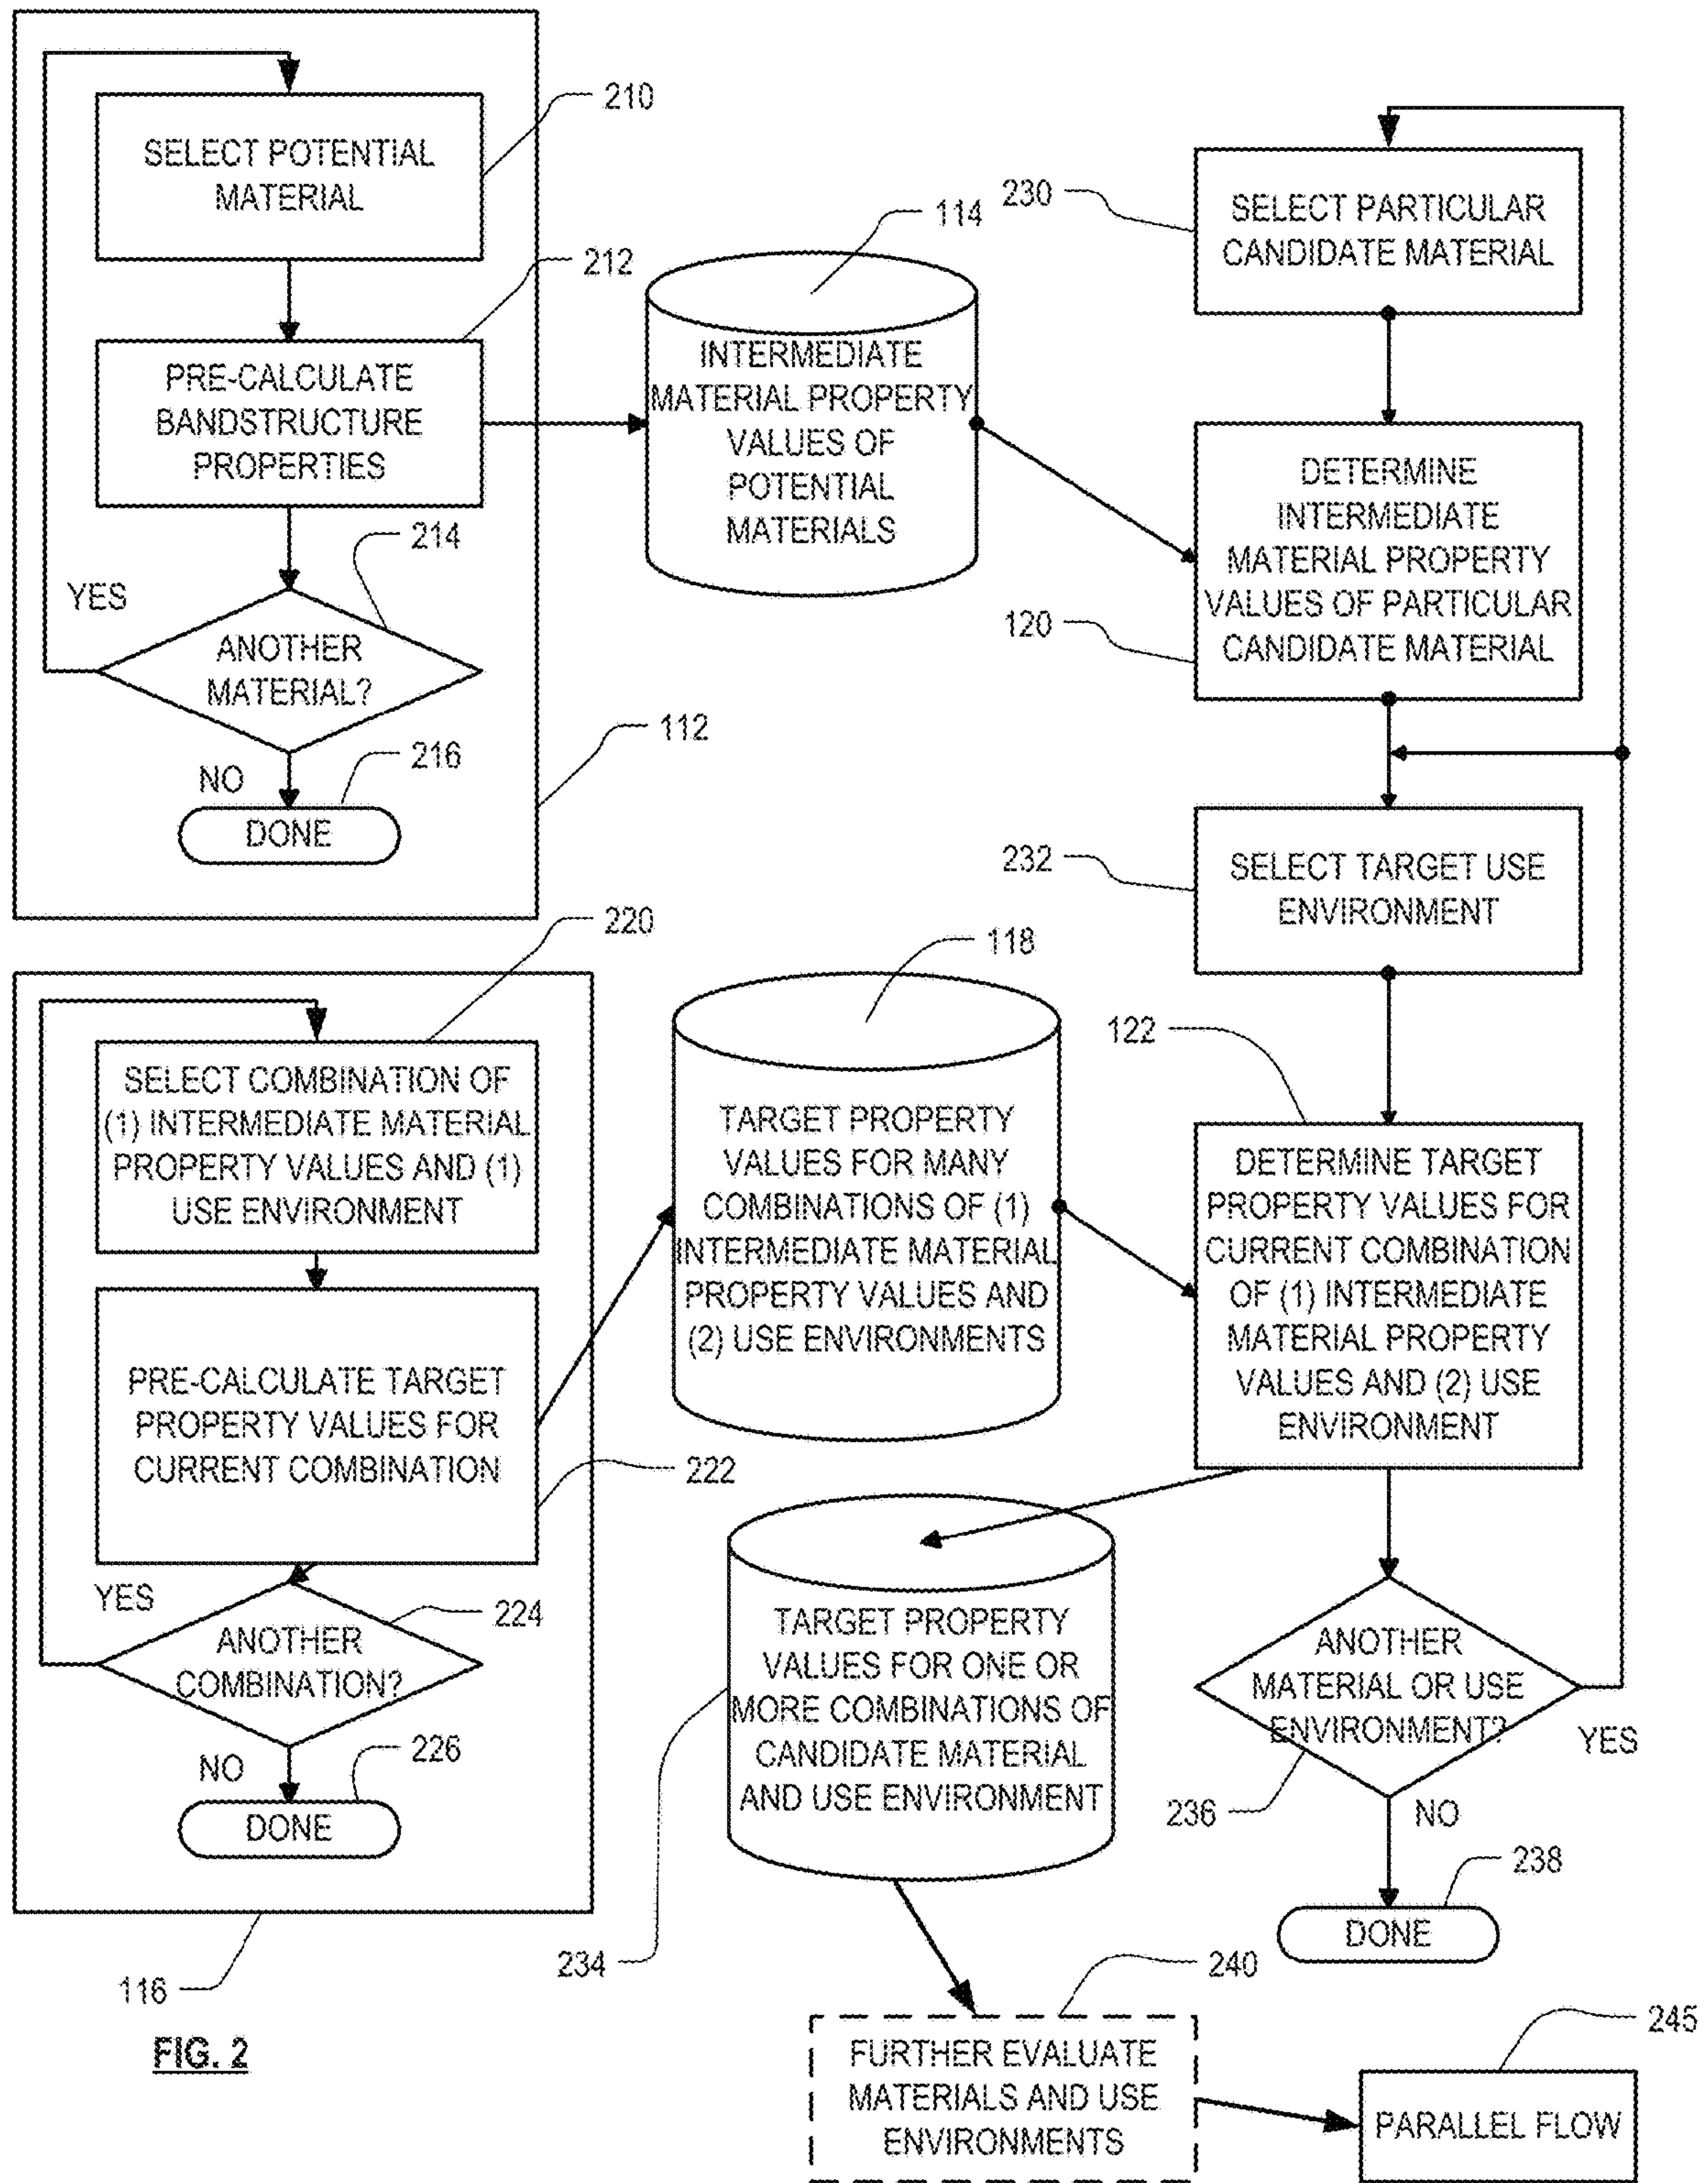 210
SELECT POTENTIAL
MATERIAL
212
PRE-CALCULATE
BANDSTRUCTURE
PROPERTIES
214
YES
ANOTHER
MATERIAL?
112
216
NO
DONE
114
INTERMEDIATE
MATERIAL PROPERTY
VALUES OF
POTENTIAL
MATERIALS
230
SELECT PARTICULAR
CANDIDATE MATERIAL
DETERMINE
INTERMEDIATE
MATERIAL PROPERTY
VALUES OF PARTICULAR
CANDIDATE MATERIAL
120
232
SELECT TARGET USE
ENVIRONMENT
220
SELECT COMBINATION OF
(1) INTERMEDIATE MATERIAL
PROPERTY VALUES AND (1)
USE ENVIRONMENT
PRE-CALCULATE TARGET
PROPERTY VALUES FOR
CURRENT COMBINATION
222
YES
224
ANOTHER
COMBINATION?
NO
226
DONE
116
118
TARGET PROPERTY
VALUES FOR MANY
COMBINATIONS OF (1)
INTERMEDIATE MATERIAL
PROPERTY VALUES AND
(2) USE ENVIRONMENTS
122
DETERMINE TARGET
PROPERTY VALUES FOR
CURRENT COMBINATION
OF (1) INTERMEDIATE
MATERIAL PROPERTY
VALUES AND (2) USE
ENVIRONMENT
TARGET PROPERTY
VALUES FOR ONE OR
MORE COMBINATIONS OF
CANDIDATE MATERIAL
AND USE ENVIRONMENT
234
ANOTHER
MATERIAL OR USE
ENVIRONMENT?
YES
236
NO
238
DONE
240
FURTHER EVALUATE
MATERIALS AND USE
ENVIRONMENTS
245
PARALLEL FLOW
FIG. 2